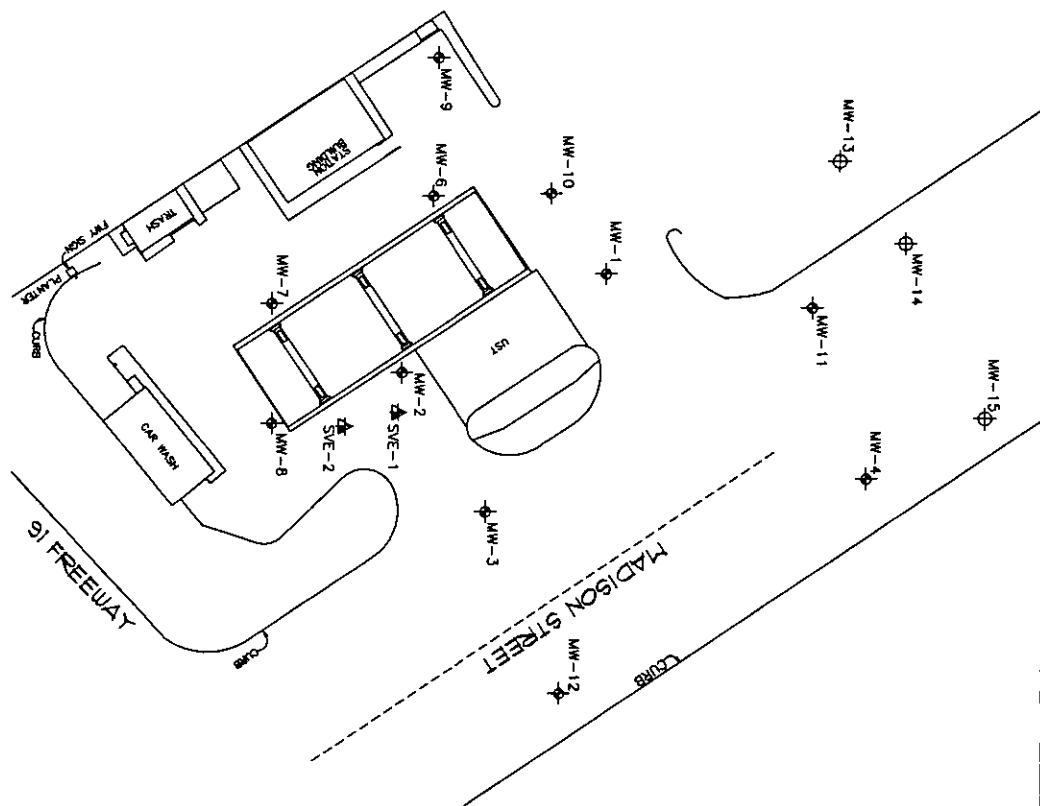 MW-9
MW-13
STATION
BUILDING
MW-6
MW-10
TRASH
FWY SIGN
MW-14
MW-1
PLANTER
MW-7
MW-11
CURB
UST
MW-2
MW-15
CAR WASH
MW-8
SVE-2
SVE-1
MW-4
MW-3
91 FREEWAY
MADISON STREET
CURB
MW-12
CURB